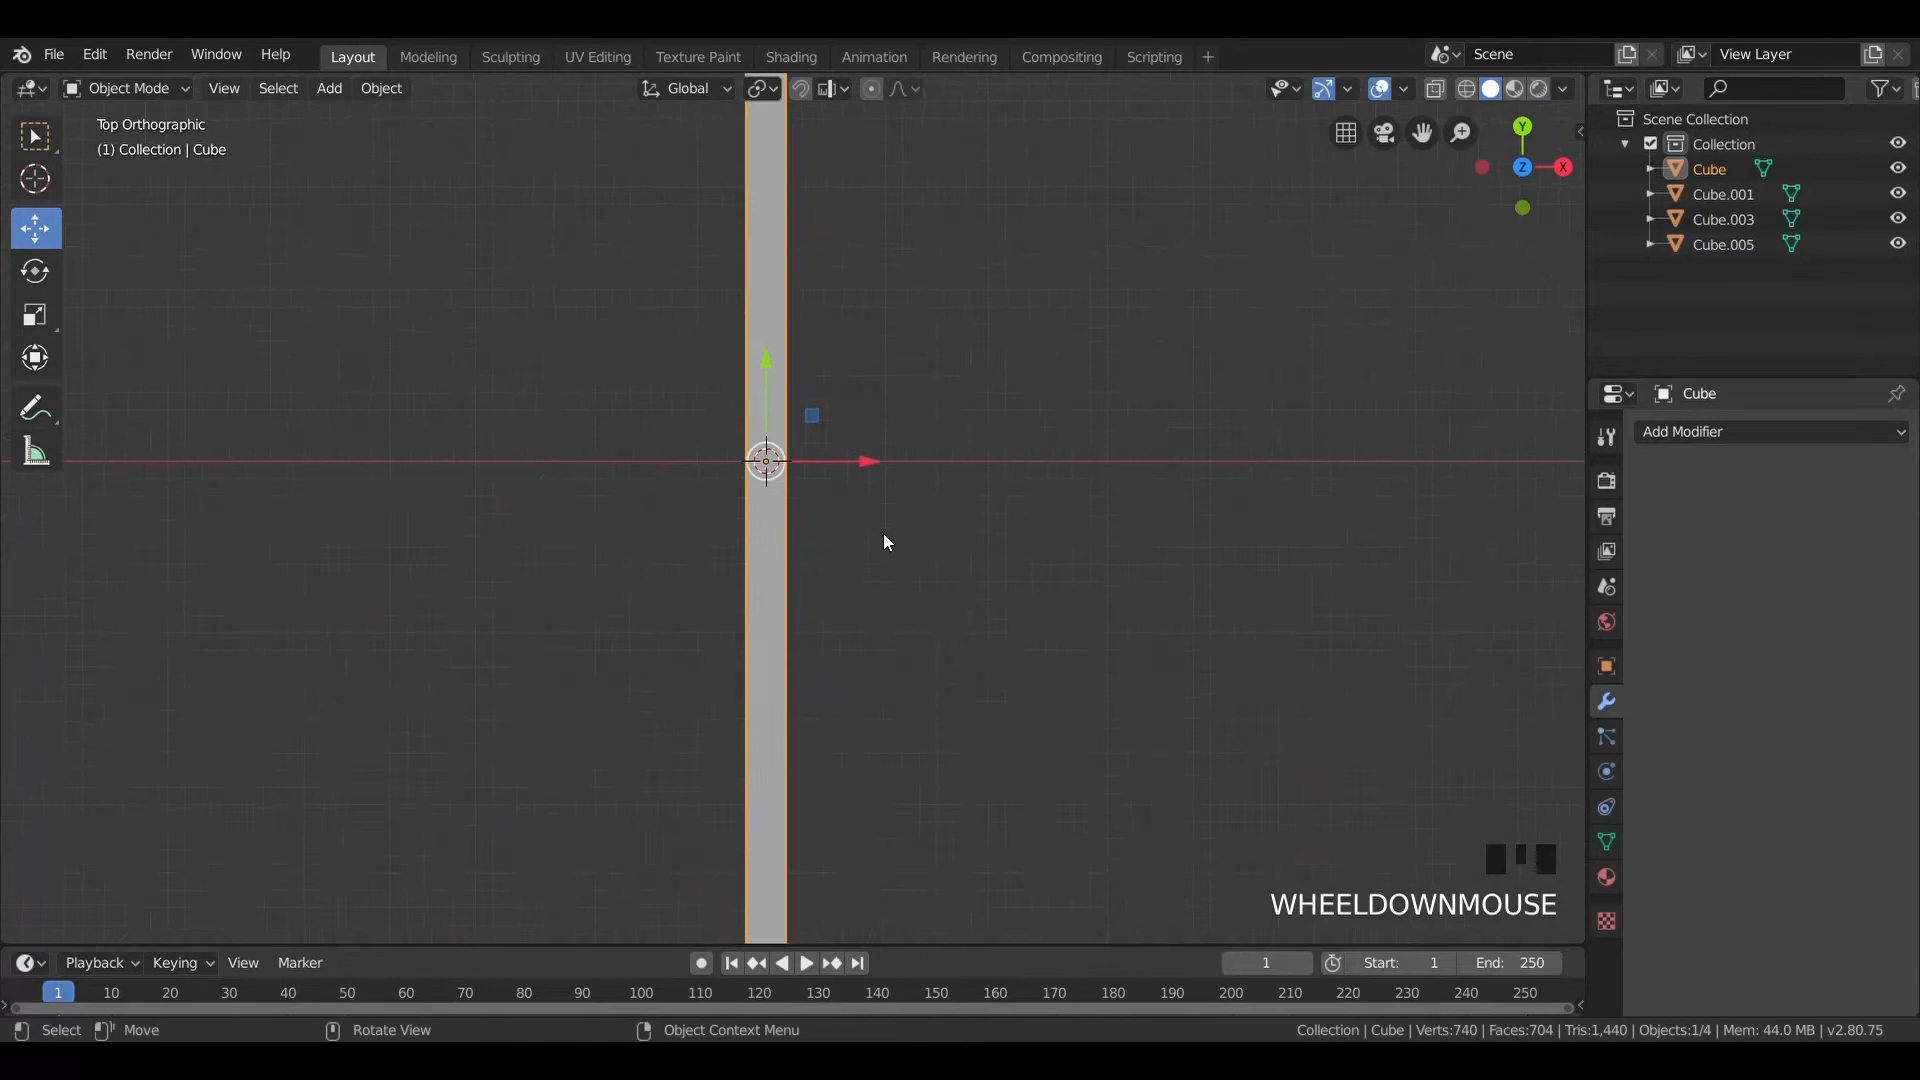 File Edit Render Window Help Layout Modeling Sculpting UV Editing Texture Paint Shading Animation Rendering Compositing Scripting + Scene View Layer
Object Mode View Select Add Object Global
Top Orthographic
(1) Collection | Cube
Y
Z
X
Scene Collection
Collection
Cube
Cube.001
Cube.003
Cube.005
Cube
Add Modifier
WHEELDOWNMOUSE
Playback Keying View Marker 1 Start: 1 End: 250
1 10 20 30 40 50 60 70 80 90 100 110 120 130 140 150 160 170 180 190 200 210 220 230 240 250
Select Move Rotate View Object Context Menu Collection | Cube | Verts:740 | Faces:704 | Tris:1,440 | Objects:1/4 | Mem: 44.0 MB | v2.80.75